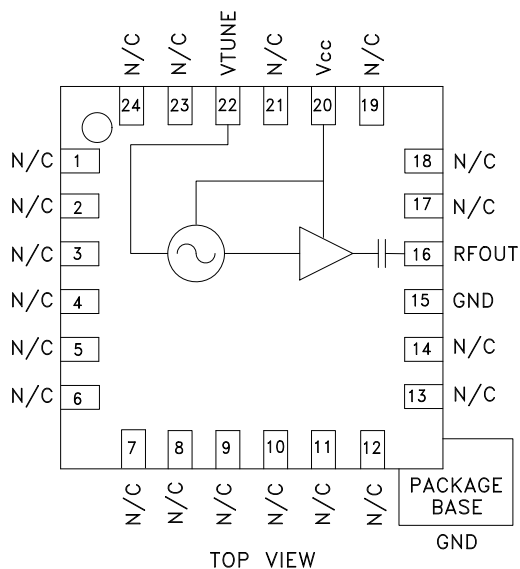 N/C
N/C
VTUNE
N/C
Vcc
N/C
24
23
22
21
20
19
N/C 1
18 N/C
N/C 2
17 N/C
N/C 3
16 RFOUT
N/C 4
15 GND
N/C 5
14 N/C
N/C 6
13 N/C
7
8
9
10
11
12
N/C
N/C
N/C
N/C
N/C
N/C
PACKAGE
BASE
GND
TOP VIEW